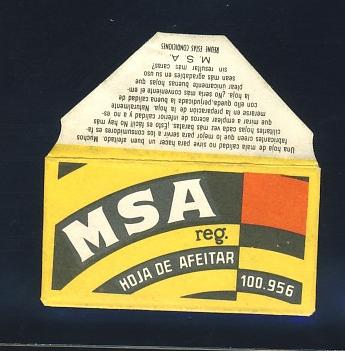 Una hoja de mala calidad no sirve para hacer un buen afeitado. Muchos
fabricantes creen que lo mejor para servir a los consumidores es fa-
cilitarles hojas cada vez más baratas. ¡Esto es fácil! No hay más
que mirar a emplear aceros de inferior calidad y a no es-
merarse en la preparación de la hoja. Naturalmente
con ello queda perjudicada la buena calidad de
la hoja. ¿No sería más conveniente el em-
plear buenas hojas que
sean más agradables en su uso
sin resultar más caras?
M. S. A.
REUNE ESTAS CONDICIONES
MSA
reg.
HOJA DE AFEITAR
100.956